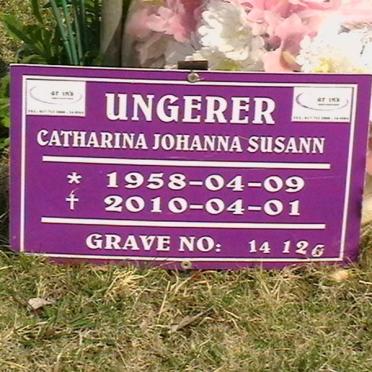 UNGERER
CATHARINA JOHANNA SUSANN
* 1958-04-09
† 2010-04-01
GRAVE NO: 14 126